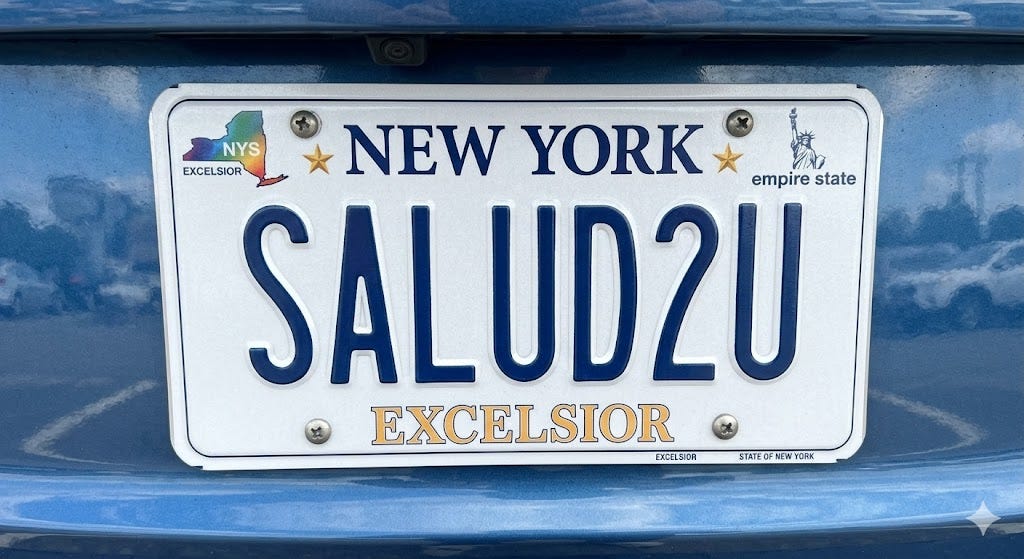 NYS
EXCELSIOR
NEW YORK
empire state
SALUD2U
EXCELSIOR
EXCELSIOR STATE OF NEW YORK